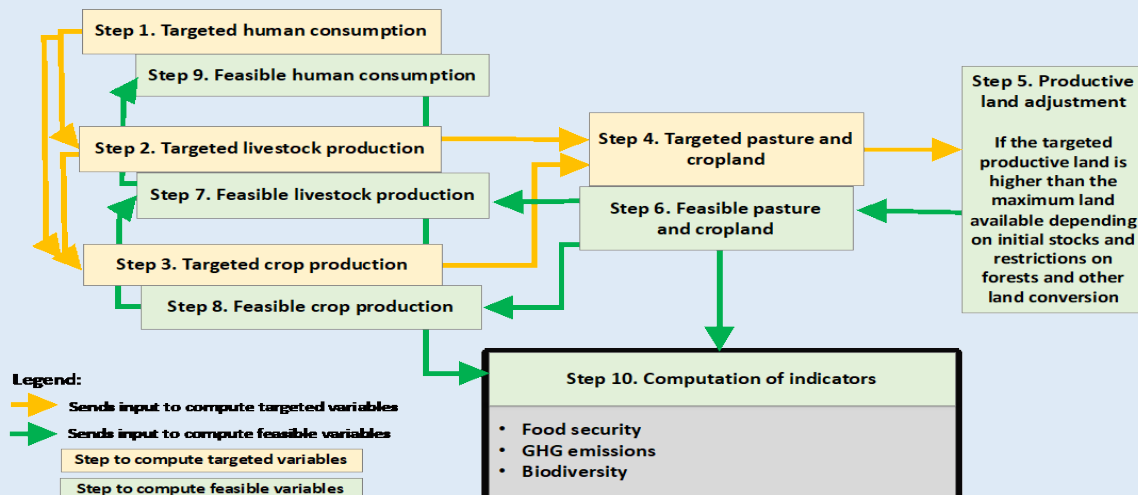 Step 1. Targeted human consumption
Step 9. Feasible human consumption
Step 2. Targeted livestock production
Step 7. Feasible livestock production
Step 3. Targeted crop production
Step 8. Feasible crop production
Step 4. Targeted pasture and
cropland
Step 6. Feasible pasture
and cropland
Step 5. Productive
land adjustment
If the targeted
productive land is
higher than the
maximum land
available depending
on initial stocks and
restrictions on
forests and other
land conversion
Step 10. Computation of indicators
• Food security
• GHG emissions
• Biodiversity
Legend:
Sends input to compute targeted variables
Sends input to compute feasible variables
Step to compute targeted variables
Step to compute feasible variables